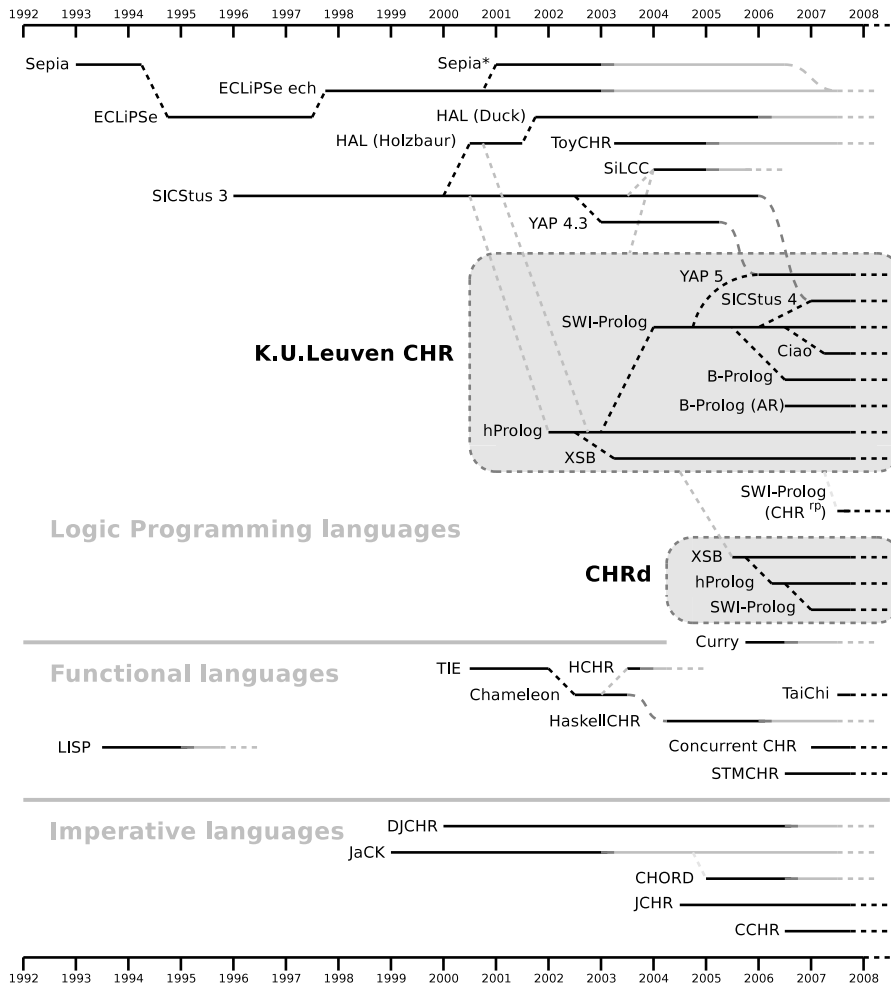 1992 1993 1994 1995 1996 1997 1998 1999 2000 2001 2002 2003 2004 2005 2006 2007 2008
Sepia
Sepia*
ECLiPSe ech
ECLiPSe
HAL (Duck)
HAL (Holzbaur)
ToyCHR
SiLCC
SICStus 3
YAP 4.3
YAP 5
SICStus 4
SWI-Prolog
K.U.Leuven CHR
Ciao
B-Prolog
B-Prolog (AR)
hProlog
XSB
SWI-Prolog
(CHR rp)
Logic Programming languages
XSB
CHRd
hProlog
SWI-Prolog
Curry
Functional languages
TIE
HCHR
Chameleon
TaiChi
HaskellCHR
LISP
Concurrent CHR
STMCHR
Imperative languages
DJCHR
JaCK
CHORD
JCHR
CCHR
1992 1993 1994 1995 1996 1997 1998 1999 2000 2001 2002 2003 2004 2005 2006 2007 2008